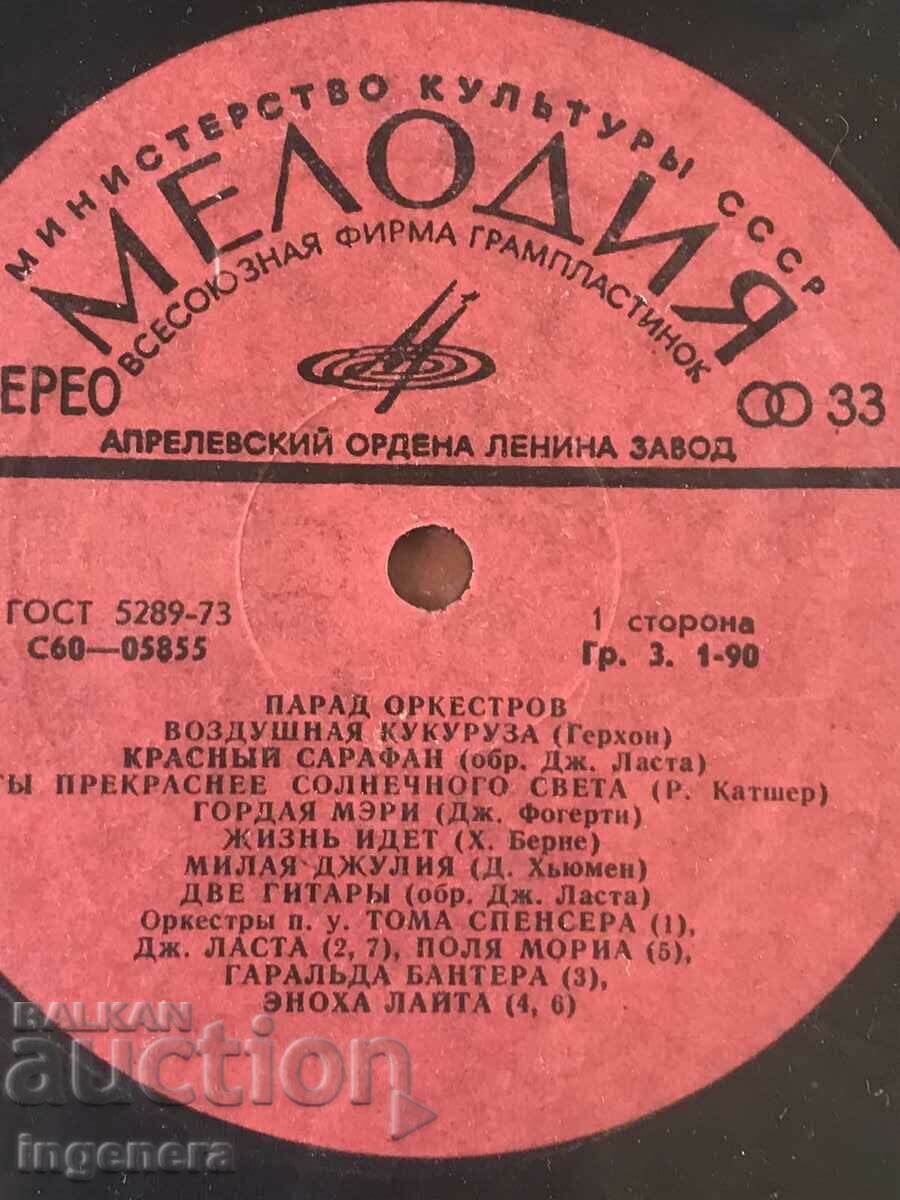 МИНИСТЕРСТВО КУЛЬТУРЫ СССР
МЕЛОДИЯ
ВСЕСОЮЗНАЯ ФИРМА ГРАМПЛАСТИНОК
ЕРЕО
33
АПРЕЛЕВСКИЙ ОРДЕНА ЛЕНИНА ЗАВОД
ГОСТ 5289-73
1 сторона
С60—05855
Гр. 3. 1-90
ПАРАД ОРКЕСТРОВ
ВОЗДУШНАЯ КУКУРУЗА (Герхон)
КРАСНЫЙ САРАФАН (обр. Дж. Ласта)
ТЫ ПРЕКРАСНЕЕ СОЛНЕЧНОГО СВЕТА (Р. Катшер)
ГОРДАЯ МЭРИ (Дж. Фогерти)
ЖИЗНЬ ИДЕТ (Х. Берне)
МИЛАЯ ДЖУЛИЯ (Д. Хьюмен)
ДВЕ ГИТАРЫ (обр. Дж. Ласта)
Оркестры п. у. ТОМА СПЕНСЕРА (1),
Дж. ЛАСТА (2, 7), ПОЛЯ МОРИА (5),
ГАРАЛЬДА БАНТЕРА (3),
ЭНОХА ЛАЙТА (4, 6)
BALKAN
auction
ingenera